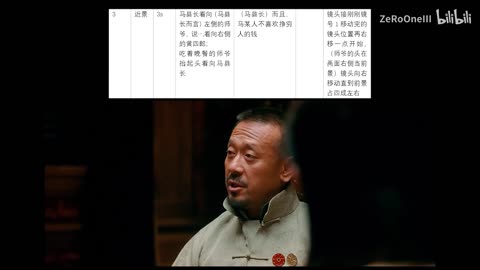 ZeRoOneIII bilibili
3 近景 3s 马县长看向（马县长而言）左侧的师爷，说…，看向右侧的黄四郎；
吃着晚餐的师爷抬起头看向马县长
（马县长）而且，马某人不喜欢挣穷人的钱
镜头接刚刚镜号1移动完的镜头位置再右移一点开始，（师爷的头在画面右侧当前景）镜头向右移动直到前景占四成左右